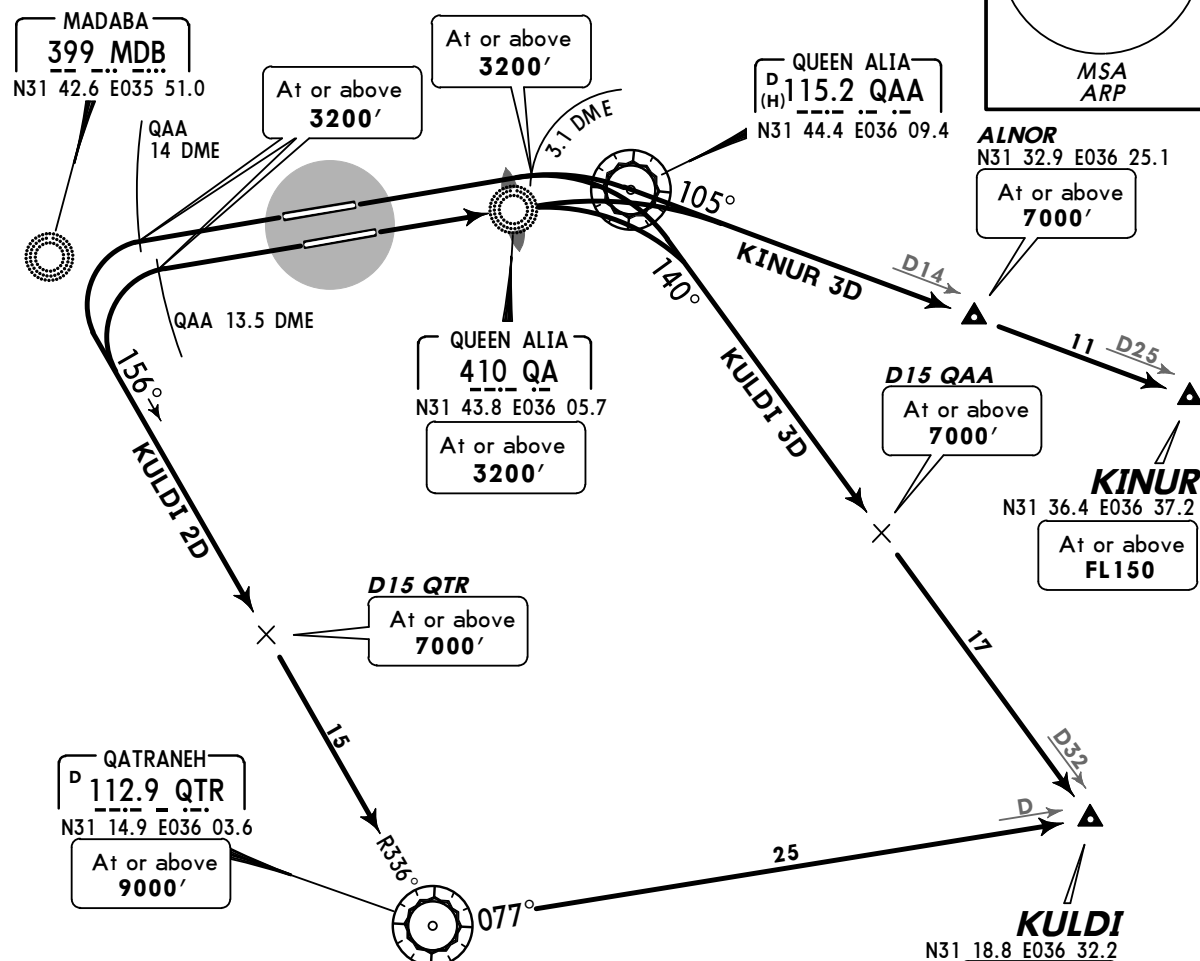 MADABA
399 MDB
N31 42.6 E035 51.0
At or above
3200'
QAA
14 DME
At or above
3200'
3.1 DME
QUEEN ALIA
D
(H) 115.2 QAA
N31 44.4 E036 09.4
MSA
ARP
ALNOR
N31 32.9 E036 25.1
At or above
7000'
105°
KINUR 3D
D14
11
D25
140°
KULDI 3D
QAA 13.5 DME
QUEEN ALIA
410 QA
N31 43.8 E036 05.7
At or above
3200'
D15 QAA
At or above
7000'
KINUR
N31 36.4 E036 37.2
At or above
FL150
156°
KULDI 2D
D15 QTR
At or above
7000'
15
17
D32
QATRANEH
D 112.9 QTR
N31 14.9 E036 03.6
At or above
9000'
R336°
077°
25
D
KULDI
N31 18.8 E036 32.2